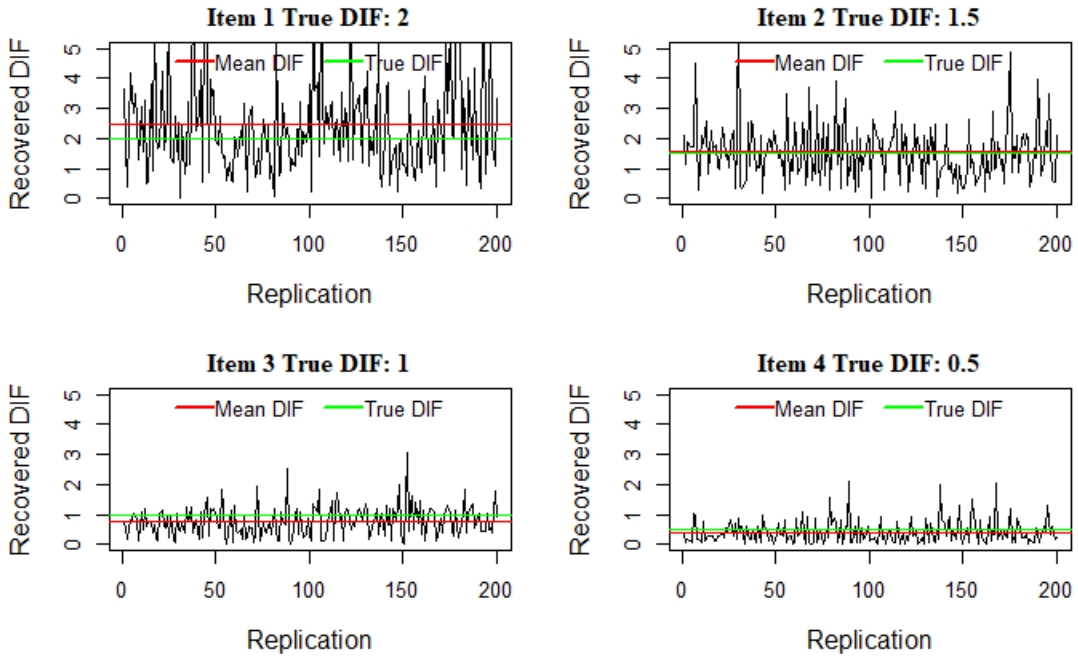 Item 1 True DIF: 2
Recovered DIF
5
4
3
2
1
0
Mean DIF True DIF
0 50 100 150 200
Replication
Item 2 True DIF: 1.5
Recovered DIF
5
4
3
2
1
0
Mean DIF True DIF
0 50 100 150 200
Replication
Item 3 True DIF: 1
Recovered DIF
5
4
3
2
1
0
Mean DIF True DIF
0 50 100 150 200
Replication
Item 4 True DIF: 0.5
Recovered DIF
5
4
3
2
1
0
Mean DIF True DIF
0 50 100 150 200
Replication